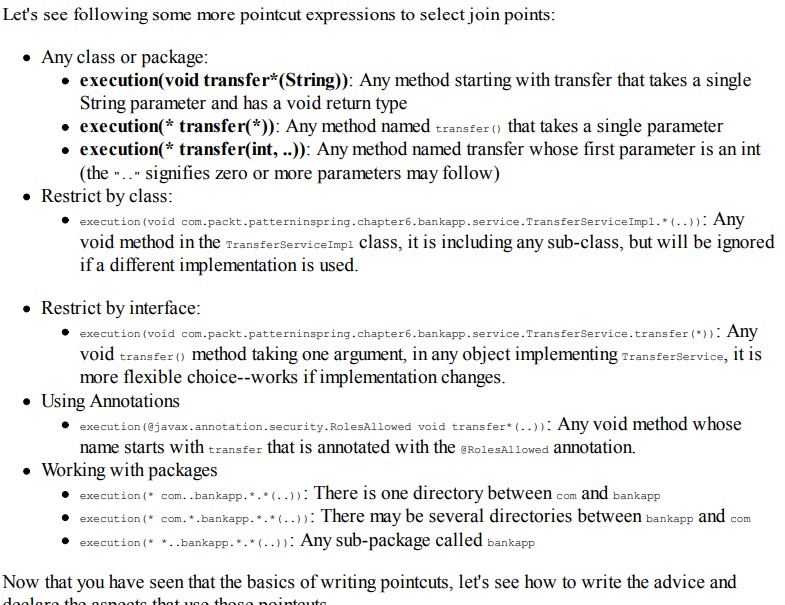 Let's see following some more pointcut expressions to select join points:
Any class or package:
execution(void transfer*(String)): Any method starting with transfer that takes a single
String parameter and has a void return type
execution(* transfer(*)): Any method named transfer() that takes a single parameter
execution(* transfer(int, ..)): Any method named transfer whose first parameter is an int
(the ".." signifies zero or more parameters may follow)
Restrict by class:
execution(void com.packt.patterninspring.chapter6.bankapp.service.TransferServiceImpl.*(..)): Any
void method in the TransferServiceImpl class, it is including any sub-class, but will be ignored
if a different implementation is used.
Restrict by interface:
execution(void com.packt.patterninspring.chapter6.bankapp.service.TransferService.transfer(*)): Any
void transfer() method taking one argument, in any object implementing TransferService, it is
more flexible choice--works if implementation changes.
Using Annotations
execution(@javax.annotation.security.RolesAllowed void transfer*(..)): Any void method whose
name starts with transfer that is annotated with the @RolesAllowed annotation.
Working with packages
execution(* com..bankapp.*.*(..)): There is one directory between com and bankapp
execution(* com.*.bankapp.*.*(..)): There may be several directories between bankapp and com
execution(* *..bankapp.*.*(..)): Any sub-package called bankapp
Now that you have seen that the basics of writing pointcuts, let's see how to write the advice and
declare the aspects that use those pointcuts